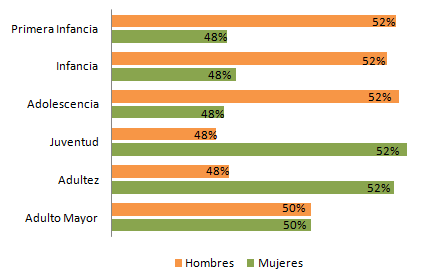 Primera Infancia 52%
48%
Infancia 52%
48%
Adolescencia 52%
48%
Juventud 48%
52%
Adultez 48%
52%
Adulto Mayor 50%
50%
Hombres Mujeres